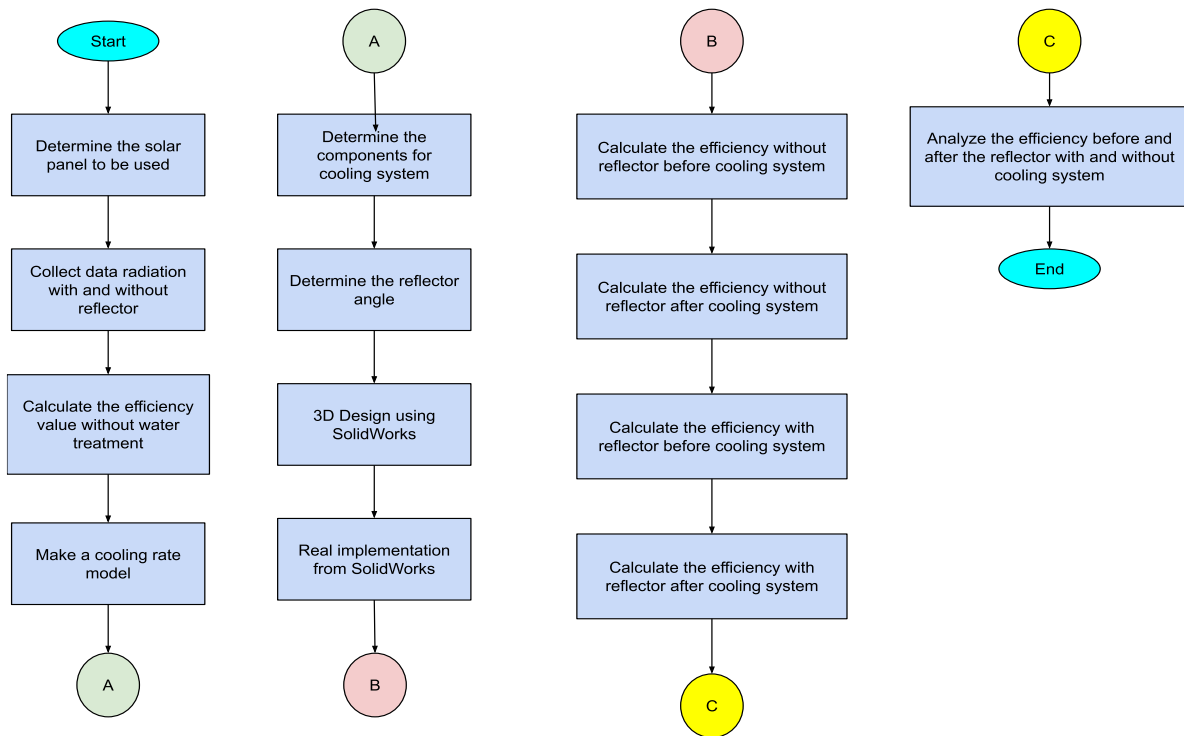 Start
Determine the solar
panel to be used
Collect data radiation
with and without
reflector
Calculate the efficiency
value without water
treatment
Make a cooling rate
model
A
A
Determine the
components for
cooling system
Determine the reflector
angle
3D Design using
SolidWorks
Real implementation
from SolidWorks
B
B
Calculate the efficiency without
reflector before cooling system
Calculate the efficiency without
reflector after cooling system
Calculate the efficiency with
reflector before cooling system
Calculate the efficiency with
reflector after cooling system
C
C
Analyze the efficiency before and
after the reflector with and without
cooling system
End